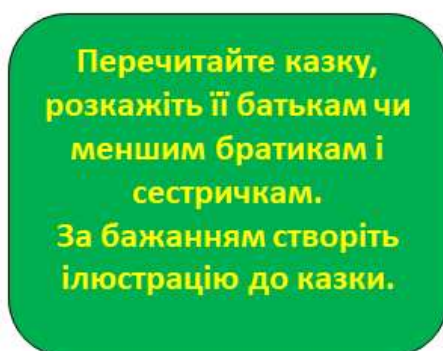 Перечитайте казку,
розкажіть її батькам чи
меншим братикам і
сестричкам.
За бажанням створіть
ілюстрацію до казки.